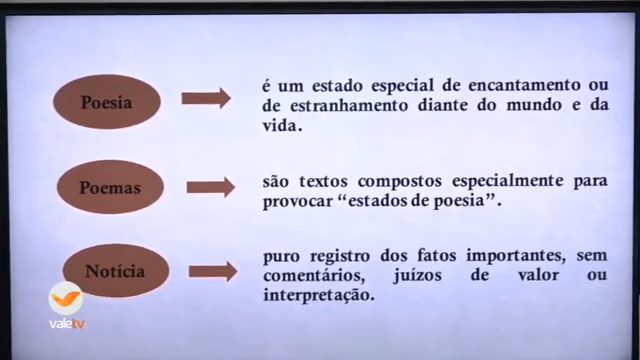 Poesia
é um estado especial de encantamento ou
de estranhamento diante do mundo e da
vida.
Poemas
são textos compostos especialmente para
provocar “estados de poesia”.
Notícia
puro registro dos fatos importantes, sem
comentários, juízos de valor ou
interpretação.
valetv